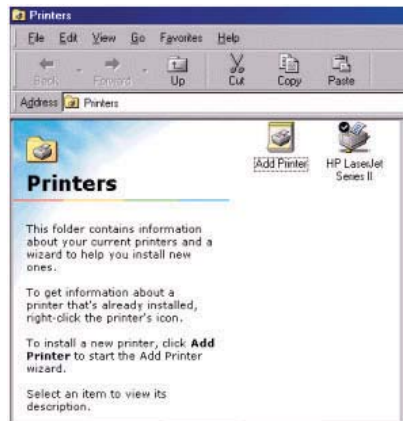 Printers
File Edit View Go Favorites Help
Back Forward Up Cut Copy Paste
Address Printers
Add Printer
HP LaserJet
Series II
Printers
This folder contains information
about your current printers and a
wizard to help you install new
ones.
To get information about a
printer that's already installed,
right-click the printer's icon.
To install a new printer, click Add
Printer to start the Add Printer
wizard.
Select an item to view its
description.